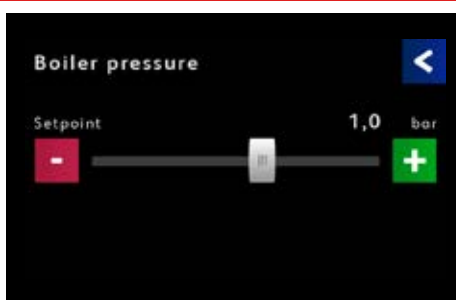 Boiler pressure <
Setpoint 1,0 bar
- +